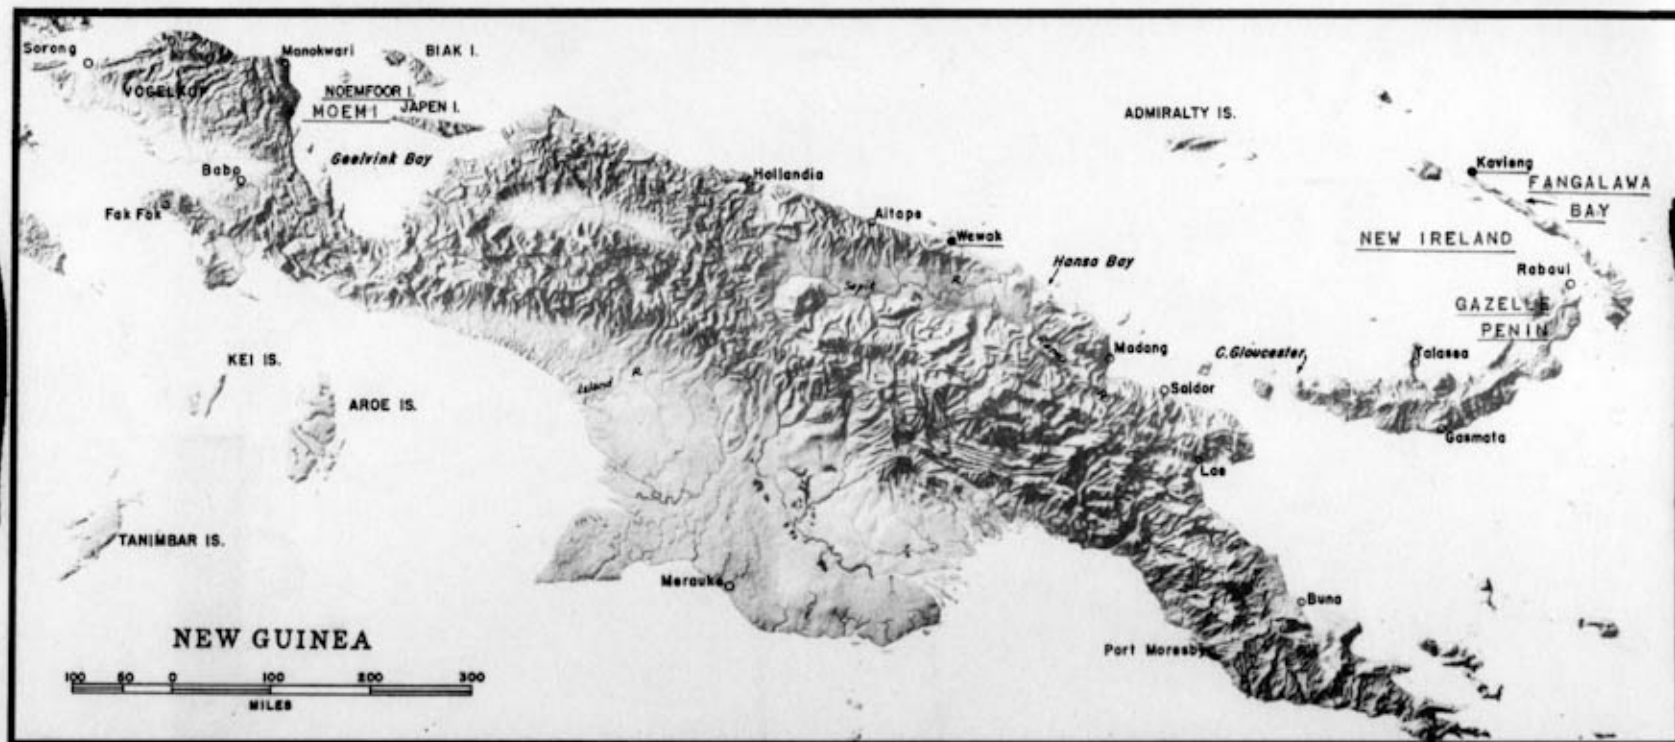 Sorong
Manokwari
BIAK I.
VOGELKOP
NOEMFOOR I.
MOEMI
JAPEN I.
ADMIRALTY IS.
Geelvink Bay
Babo
Fak Fak
Hollandia
Aitape
Wewak
Hansa Bay
Kavieng
FANGALAWA
BAY
NEW IRELAND
Rabaul
GAZELLE
PENIN
Sepik R.
Madang
C.Gloucester
Talassa
Saidor
KEI IS.
AROE IS.
Island R.
Gasmata
Lae
TANIMBAR IS.
Merauke
Buna
Port Moresby
NEW GUINEA
100 50 0 100 200 300
MILES